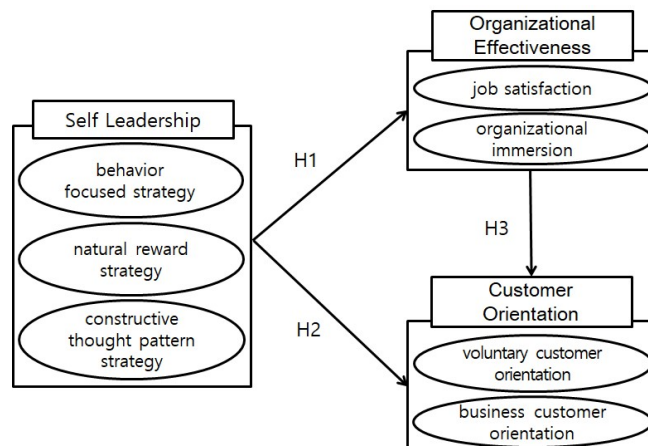 Organizational
Effectiveness
job satisfaction
organizational
immersion
Self Leadership
behavior
focused strategy
natural reward
strategy
constructive
thought pattern
strategy
H1
H2
H3
Customer
Orientation
voluntary customer
orientation
business customer
orientation